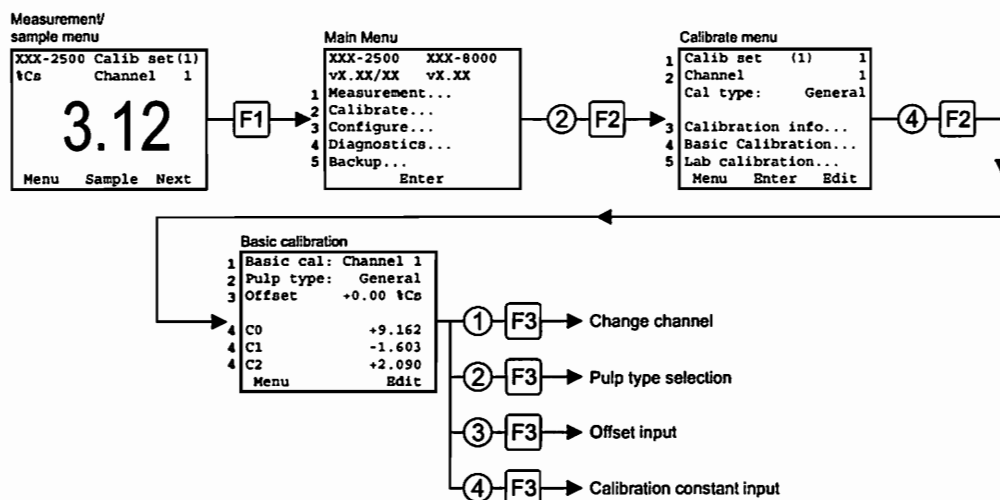 Measurement/
sample menu
XXX-2500 Calib set(1)
%Cs Channel 1
3.12
Menu Sample Next
F1
Main Menu
XXX-2500 XXX-8000
vX.XX/XX vX.XX
1 Measurement...
2 Calibrate...
3 Configure...
4 Diagnostics...
5 Backup...
Enter
2 F2
Calibrate menu
1 Calib set (1) 1
2 Channel 1
Cal type: General
3 Calibration info...
4 Basic Calibration...
5 Lab calibration...
Menu Enter Edit
4 F2
Basic calibration
1 Basic cal: Channel 1
2 Pulp type: General
3 Offset +0.00 %Cs
4 C0 +9.162
4 C1 -1.603
4 C2 +2.090
Menu Edit
1 F3 Change channel
2 F3 Pulp type selection
3 F3 Offset input
4 F3 Calibration constant input